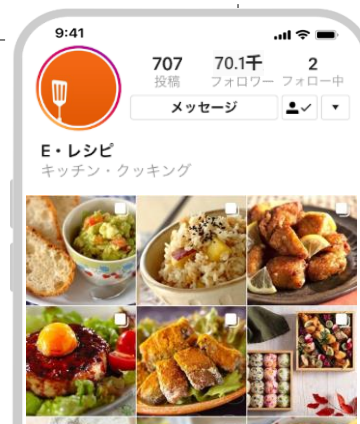 9:41
707 70.1千 2
投稿 フォロワー フォロー中
メッセージ
E・レシピ
キッチン・クッキング